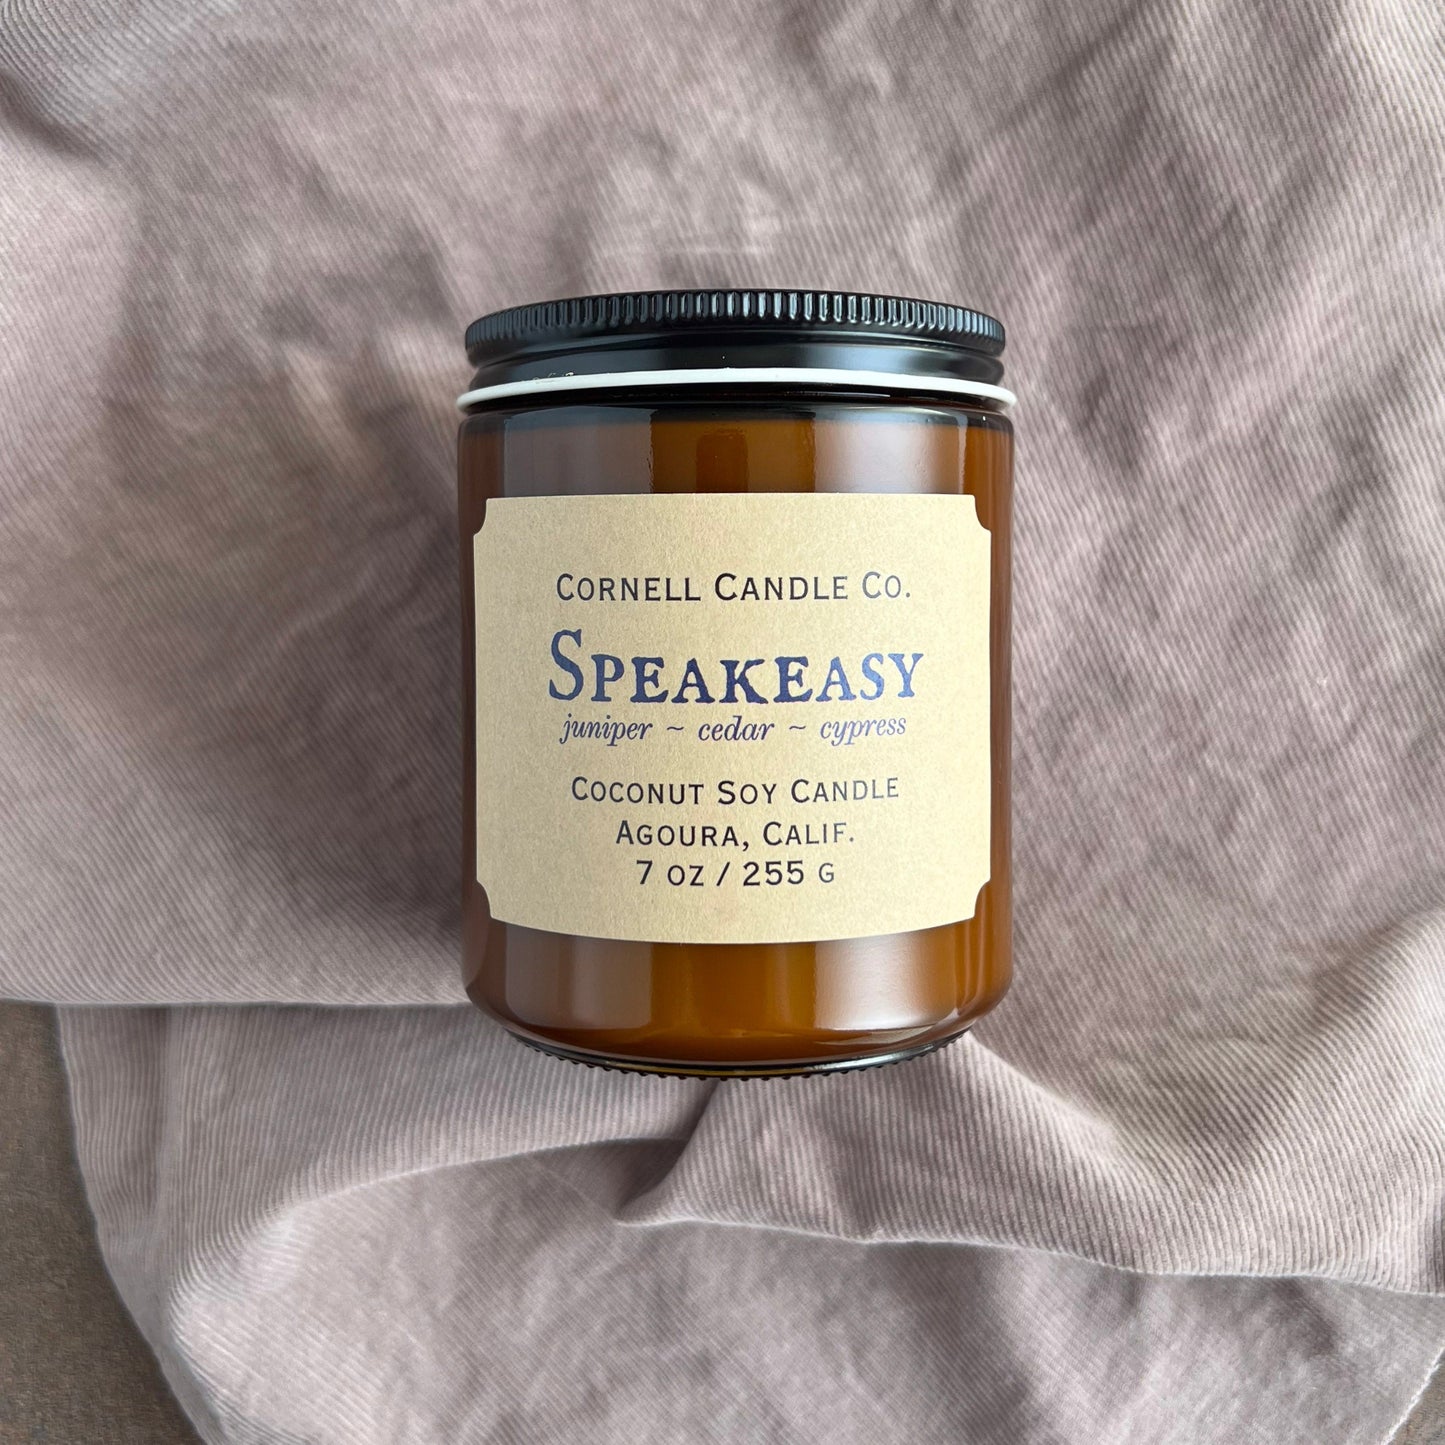 Cornell Candle Co.
Speakeasy
juniper ~ cedar ~ cypress
Coconut Soy Candle
Agoura, Calif.
7 oz / 255 g